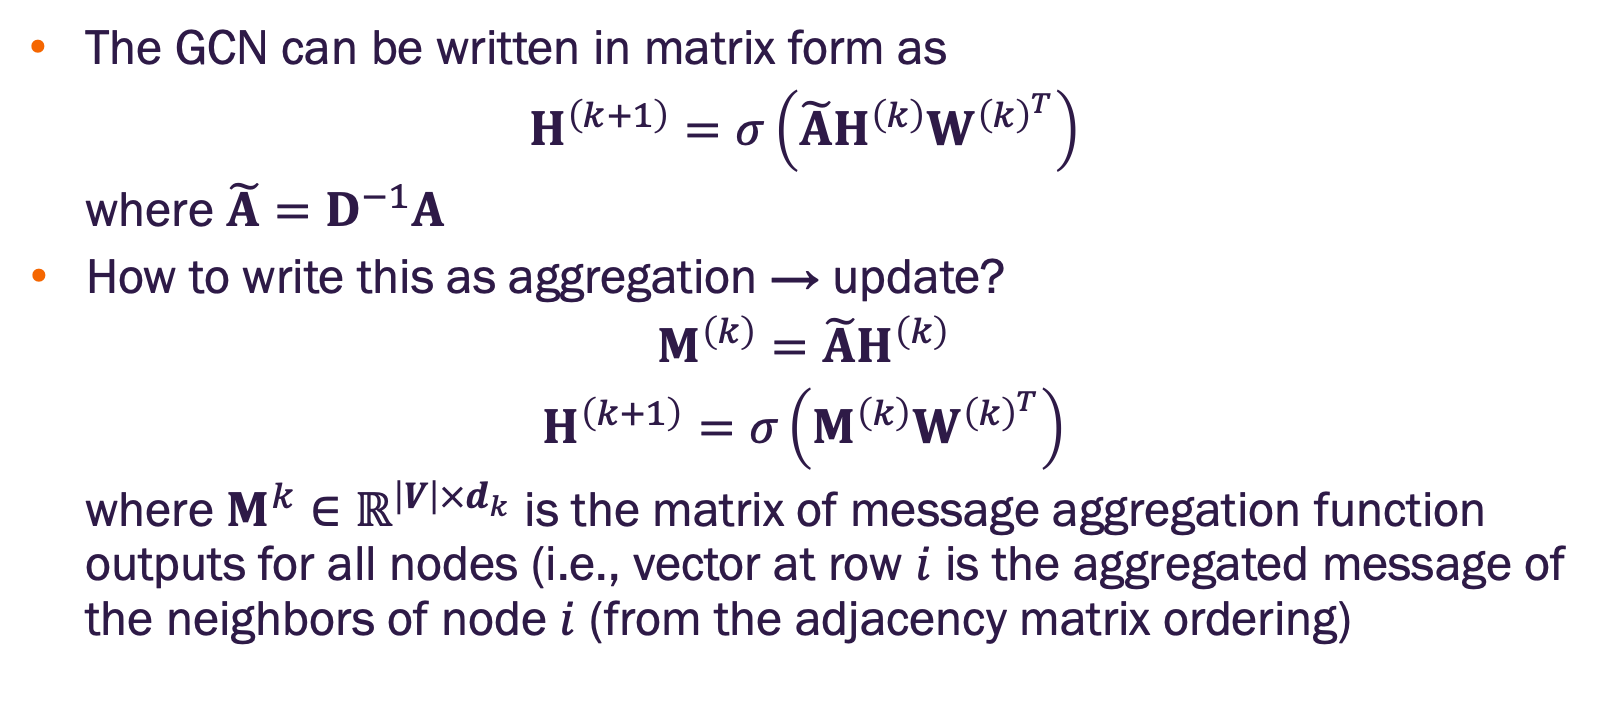 • The GCN can be written in matrix form as
𝐇⁽ᵏ⁺¹⁾ = σ(𝐀̃𝐇⁽ᵏ⁾𝐖⁽ᵏ⁾ᵀ)
where 𝐀̃ = 𝐃⁻¹𝐀
• How to write this as aggregation → update?
𝐌⁽ᵏ⁾ = 𝐀̃𝐇⁽ᵏ⁾
𝐇⁽ᵏ⁺¹⁾ = σ(𝐌⁽ᵏ⁾𝐖⁽ᵏ⁾ᵀ)
where 𝐌ᵏ ∈ ℝ^{|𝑽|×𝒅_k} is the matrix of message aggregation function
outputs for all nodes (i.e., vector at row 𝑖 is the aggregated message of
the neighbors of node 𝑖 (from the adjacency matrix ordering)